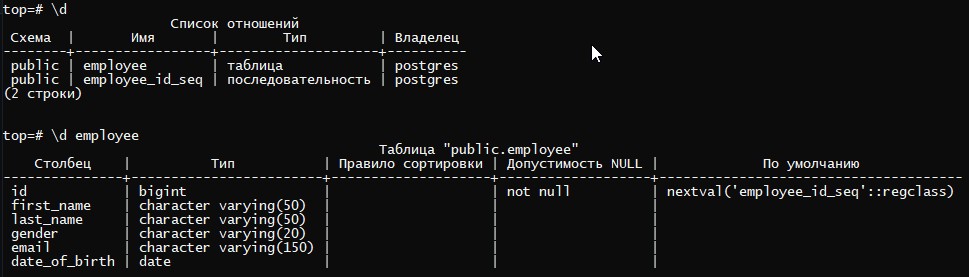 top=# \d
Список отношений
Схема | Имя | Тип | Владелец
--------+-----------------+--------------------+----------
public | employee | таблица | postgres
public | employee_id_seq | последовательность | postgres
(2 строки)
top=# \d employee
Таблица "public.employee"
Столбец | Тип | Правило сортировки | Допустимость NULL | По умолчанию
---------------+------------------------+--------------------+-------------------+--------------------------------------
id | bigint | | not null | nextval('employee_id_seq'::regclass)
first_name | character varying(50) | | |
last_name | character varying(50) | | |
gender | character varying(20) | | |
email | character varying(150) | | |
date_of_birth | date | | |